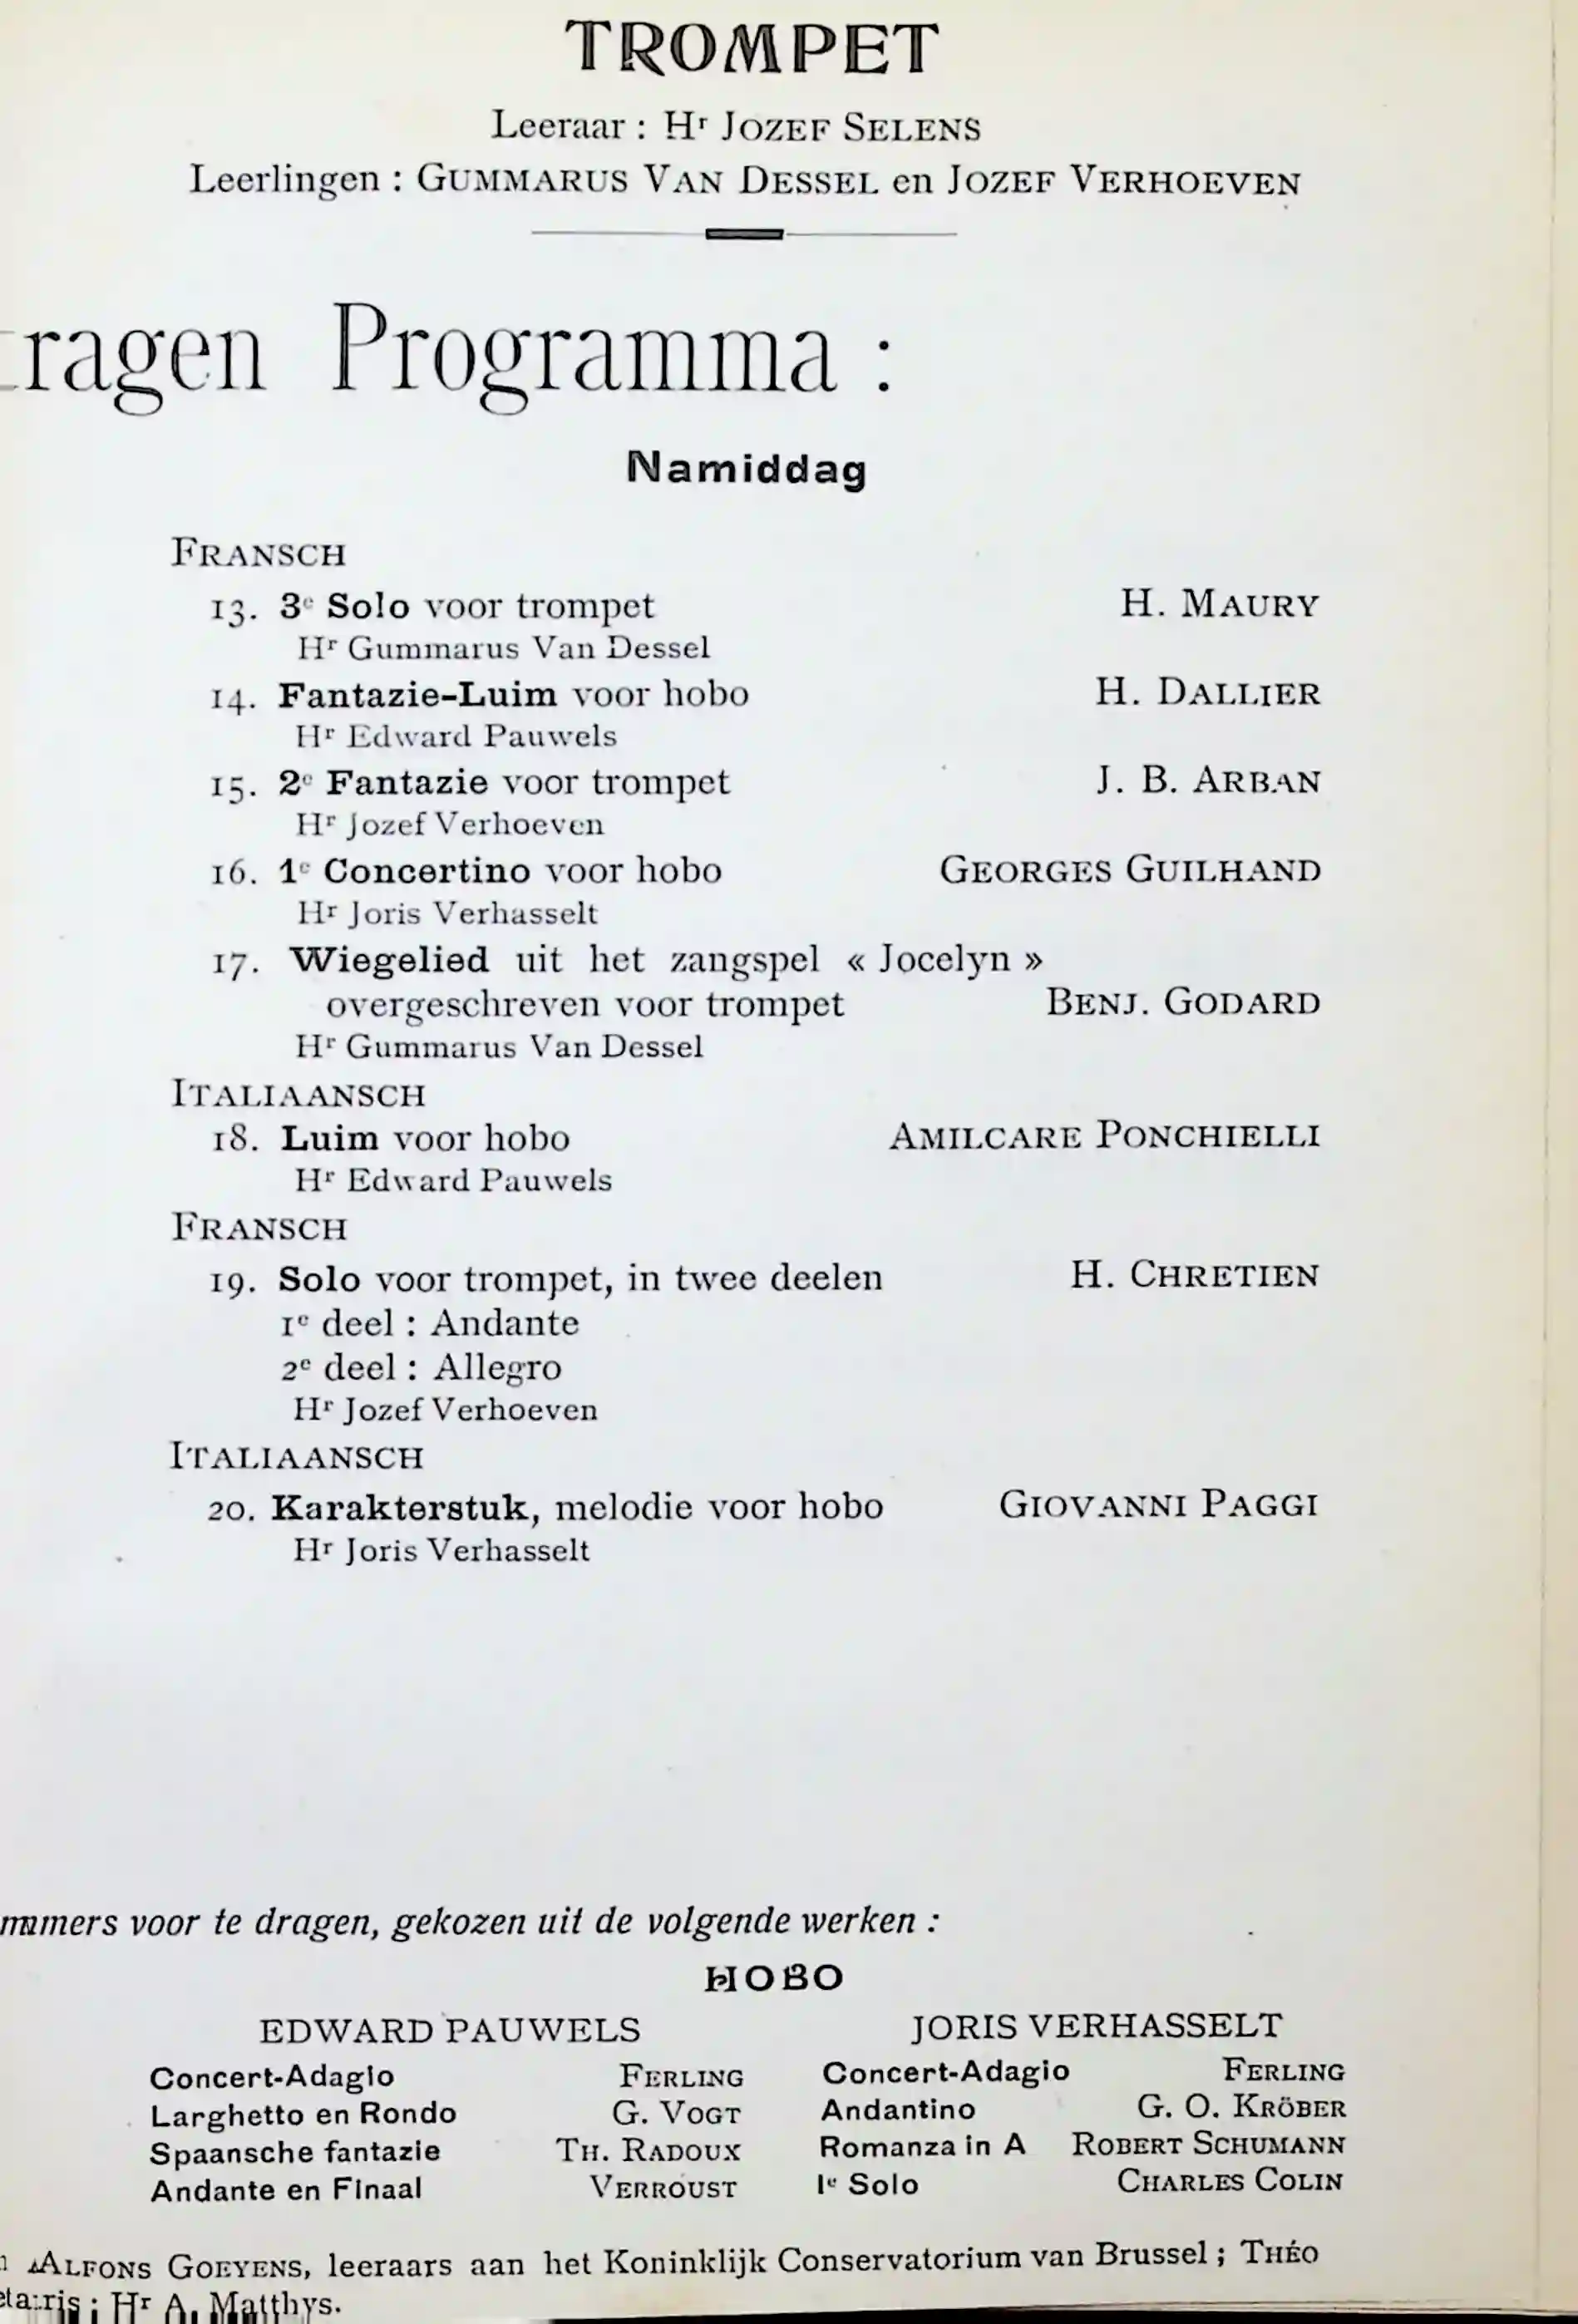 TROMPET
Leeraar : Hr JOZEF SELENS
Leerlingen : GUMMARUS VAN DESSEL en JOZEF VERHOEVEN
ragen Programma :
Namiddag
FRANSCH
13. 3e Solo voor trompet H. MAURY
Hr Gummarus Van Dessel
14. Fantazie-Luim voor hobo H. DALLIER
Hr Edward Pauwels
15. 2e Fantazie voor trompet J. B. ARBAN
Hr Jozef Verhoeven
16. 1e Concertino voor hobo GEORGES GUILHAND
Hr Joris Verhasselt
17. Wiegelied uit het zangspel « Jocelyn »
overgeschreven voor trompet BENJ. GODARD
Hr Gummarus Van Dessel
ITALIAANSCH
18. Luim voor hobo AMILCARE PONCHIELLI
Hr Edward Pauwels
FRANSCH
19. Solo voor trompet, in twee deelen H. CHRETIEN
1e deel : Andante
2e deel : Allegro
Hr Jozef Verhoeven
ITALIAANSCH
20. Karakterstuk, melodie voor hobo GIOVANNI PAGGI
Hr Joris Verhasselt
mmers voor te dragen, gekozen uit de volgende werken :
HOBO
EDWARD PAUWELS JORIS VERHASSELT
Concert-Adagio FERLING Concert-Adagio FERLING
Larghetto en Rondo G. VOGT Andantino G. O. KRÖBER
Spaansche fantazie TH. RADOUX Romanza in A ROBERT SCHUMANN
Andante en Finaal VERROUST Ie Solo CHARLES COLIN
ALFONS GOEYENS, leeraars aan het Koninklijk Conservatorium van Brussel ; THÉO
Hr A. Matthys.